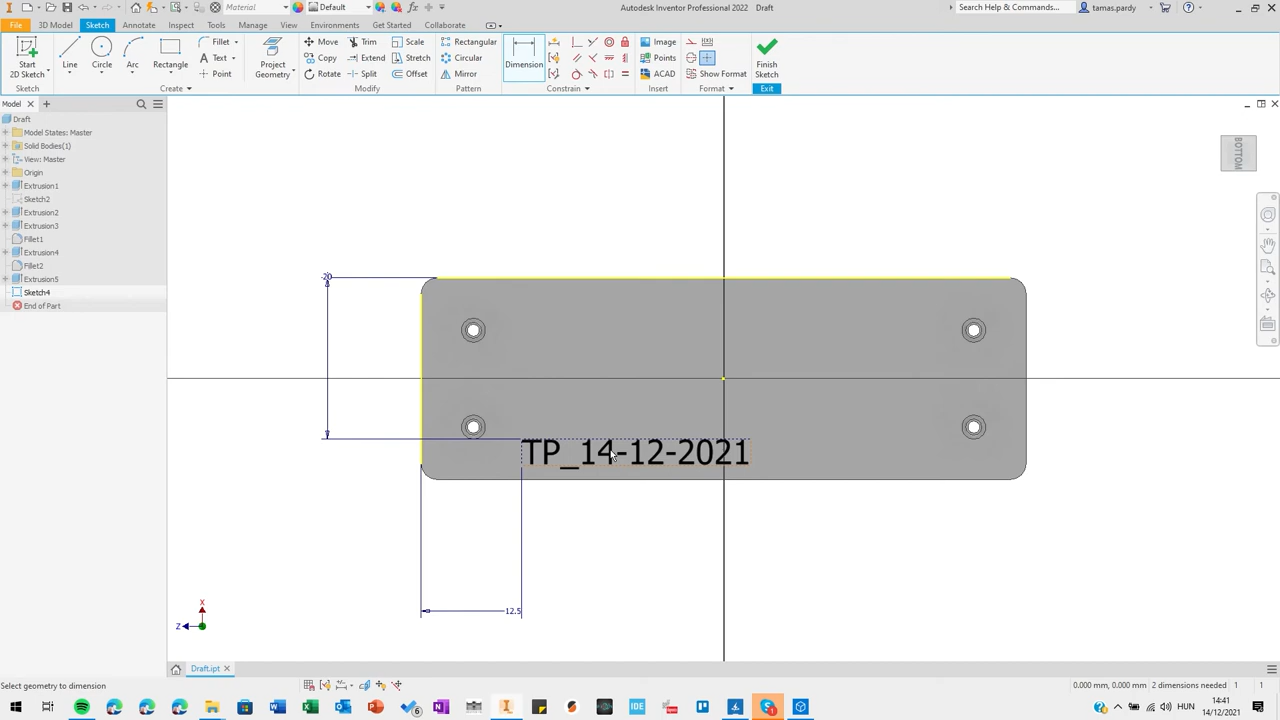 Material
Default
Autodesk Inventor Professional 2022
Draft
Search Help & Commands...
tamas.pardy
File
3D Model
Sketch
Annotate
Inspect
Tools
Manage
View
Environments
Get Started
Collaborate
Start
2D Sketch
Line
Circle
Arc
Rectangle
Fillet
Text
Point
Project
Geometry
Move
Copy
Rotate
Trim
Extend
Split
Scale
Stretch
Offset
Rectangular
Circular
Mirror
Dimension
Image
Points
ACAD
Show Format
Finish
Sketch
Sketch
Create
Modify
Pattern
Constrain
Insert
Format
Exit
Model
Draft
Model States: Master
Solid Bodies(1)
View: Master
Origin
Extrusion1
Sketch2
Extrusion2
Extrusion3
Fillet1
Extrusion4
Fillet2
Extrusion5
Sketch4
End of Part
BOTTOM
20
TP_14-12-2021
12.5
X
Z
Draft.ipt
Select geometry to dimension
0.000 mm, 0.000 mm
2 dimensions needed
1
1
IDE
HUN
14:41
14/12/2021